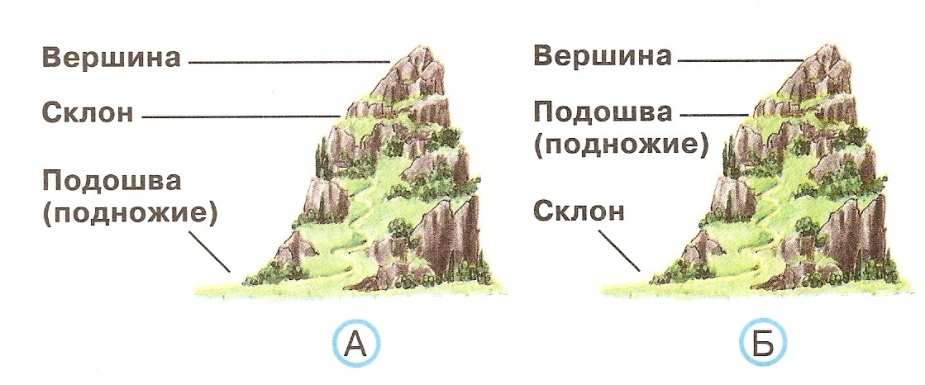 Вершина
Склон
Подошва
(подножие)
А
Вершина
Подошва
(подножие)
Склон
Б